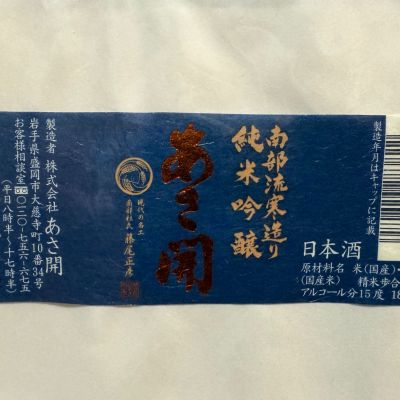 製造年月はキャップに記載
日本酒
原材料名 米(国産)・
(国産米) 精米歩合
アルコール分15度 18
南部流寒造り
純米吟醸
あさ開
現代の名工
南部杜氏 藤尾正彦
製造者 株式会社 あさ開
岩手県盛岡市大慈寺町10番34号
お客様相談室 〇一二〇-七五六-六七五
(平日八時半〜十七時半)